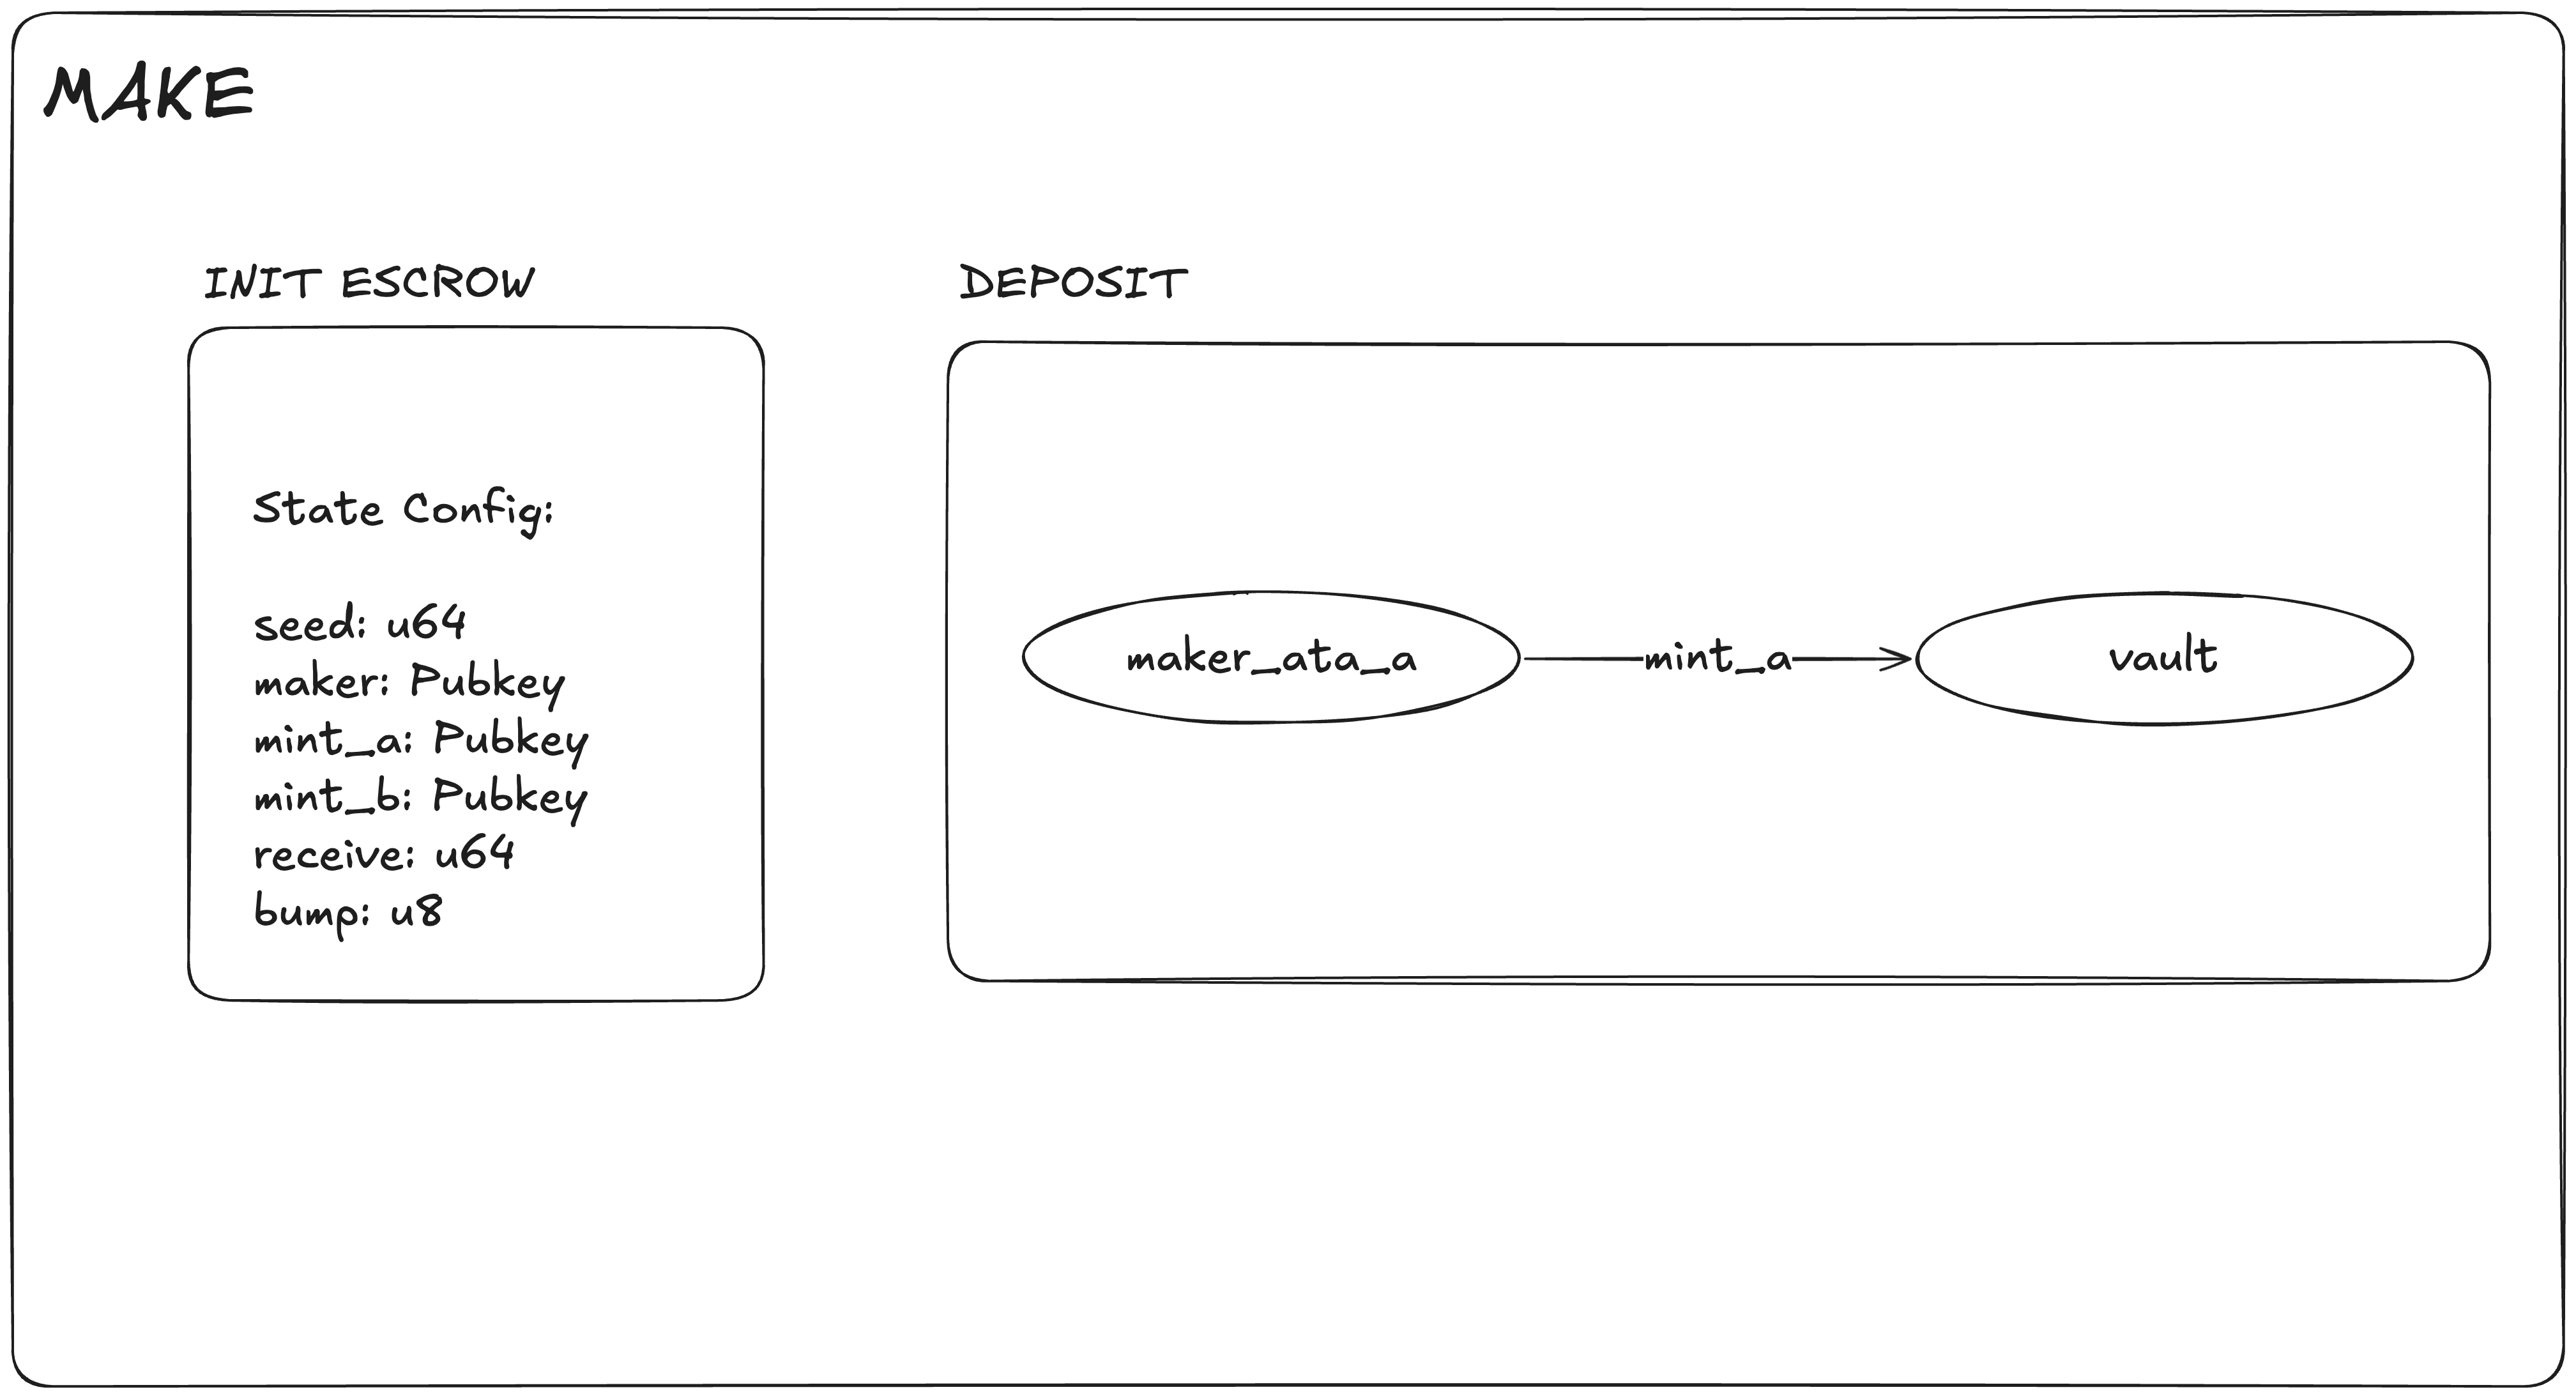 MAKE
INIT ESCROW
State Config:
seed: u64
maker: Pubkey
mint_a: Pubkey
mint_b: Pubkey
receive: u64
bump: u8
DEPOSIT
maker_ata_a
mint_a
vault